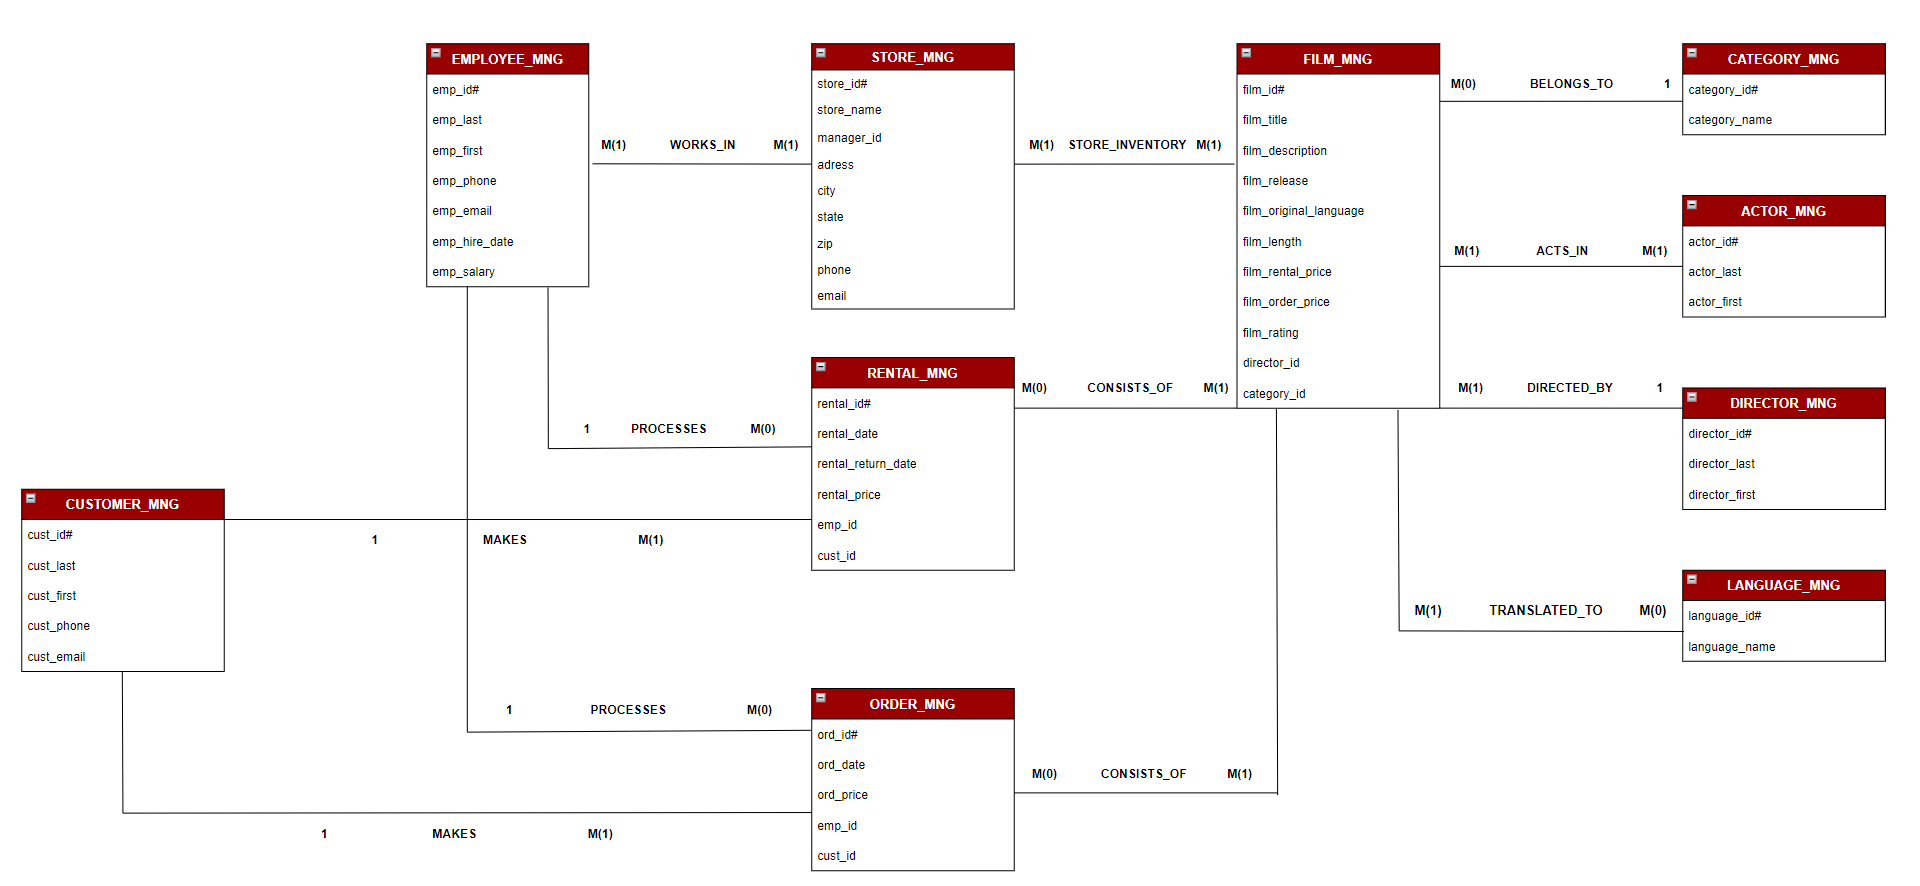 EMPLOYEE_MNG
emp_id#
emp_last
emp_first
emp_phone
emp_email
emp_hire_date
emp_salary
M(1) WORKS_IN M(1)
STORE_MNG
store_id#
store_name
manager_id
adress
city
state
zip
phone
email
M(1) STORE_INVENTORY M(1)
FILM_MNG
film_id#
film_title
film_description
film_release
film_original_language
film_length
film_rental_price
film_order_price
film_rating
director_id
category_id
M(0) BELONGS_TO 1
CATEGORY_MNG
category_id#
category_name
M(1) ACTS_IN M(1)
ACTOR_MNG
actor_id#
actor_last
actor_first
M(1) DIRECTED_BY 1
DIRECTOR_MNG
director_id#
director_last
director_first
M(1) TRANSLATED_TO M(0)
LANGUAGE_MNG
language_id#
language_name
1 PROCESSES M(0)
RENTAL_MNG
rental_id#
rental_date
rental_return_date
rental_price
emp_id
cust_id
M(0) CONSISTS_OF M(1)
CUSTOMER_MNG
cust_id#
cust_last
cust_first
cust_phone
cust_email
1 MAKES M(1)
1 PROCESSES M(0)
ORDER_MNG
ord_id#
ord_date
ord_price
emp_id
cust_id
M(0) CONSISTS_OF M(1)
1 MAKES M(1)